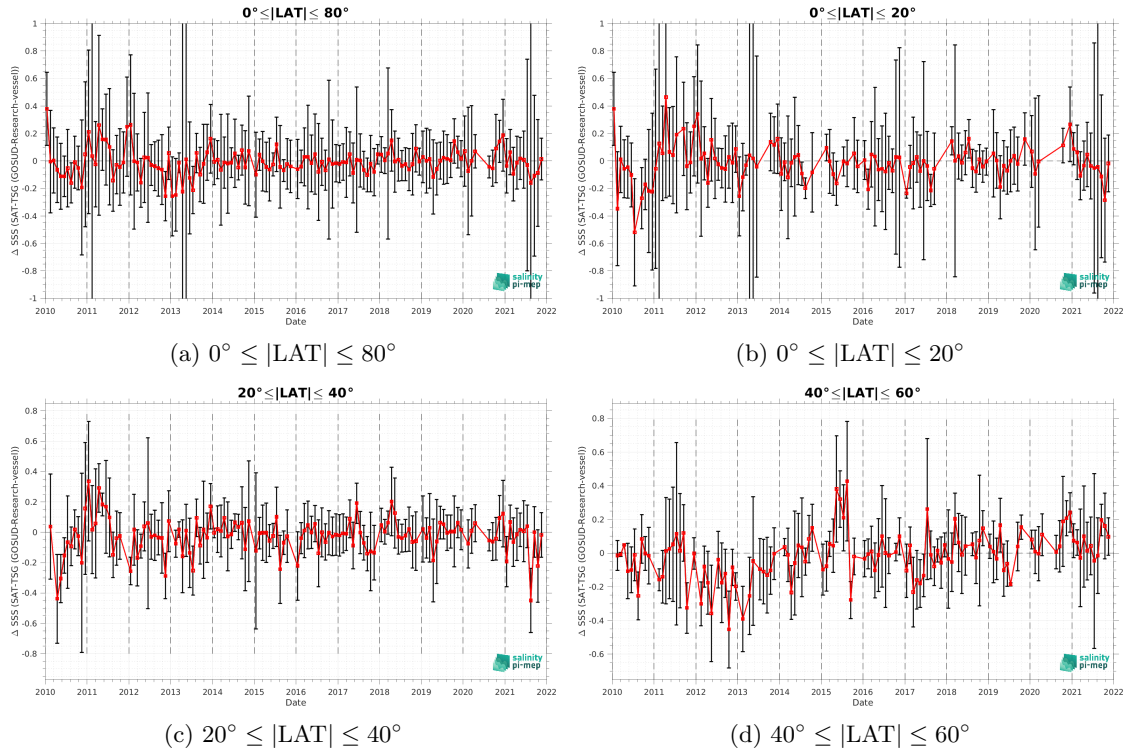 0°≤|LAT|≤ 80°
Δ SSS (SAT-TSG (GOSUD-Research-vessel))
1
0.8
0.6
0.4
0.2
0
-0.2
-0.4
-0.6
-0.8
-1
salinity
pi-mep
2010 2011 2012 2013 2014 2015 2016 2017 2018 2019 2020 2021 2022
Date
(a) 0° ≤ |LAT| ≤ 80°
0°≤|LAT|≤ 20°
Δ SSS (SAT-TSG (GOSUD-Research-vessel))
1
0.8
0.6
0.4
0.2
0
-0.2
-0.4
-0.6
-0.8
-1
salinity
pi-mep
2010 2011 2012 2013 2014 2015 2016 2017 2018 2019 2020 2021 2022
Date
(b) 0° ≤ |LAT| ≤ 20°
20°≤|LAT|≤ 40°
Δ SSS (SAT-TSG (GOSUD-Research-vessel))
0.8
0.6
0.4
0.2
0
-0.2
-0.4
-0.6
-0.8
salinity
pi-mep
2010 2011 2012 2013 2014 2015 2016 2017 2018 2019 2020 2021 2022
Date
(c) 20° ≤ |LAT| ≤ 40°
40°≤|LAT|≤ 60°
Δ SSS (SAT-TSG (GOSUD-Research-vessel))
0.8
0.6
0.4
0.2
0
-0.2
-0.4
-0.6
salinity
pi-mep
2010 2011 2012 2013 2014 2015 2016 2017 2018 2019 2020 2021 2022
Date
(d) 40° ≤ |LAT| ≤ 60°